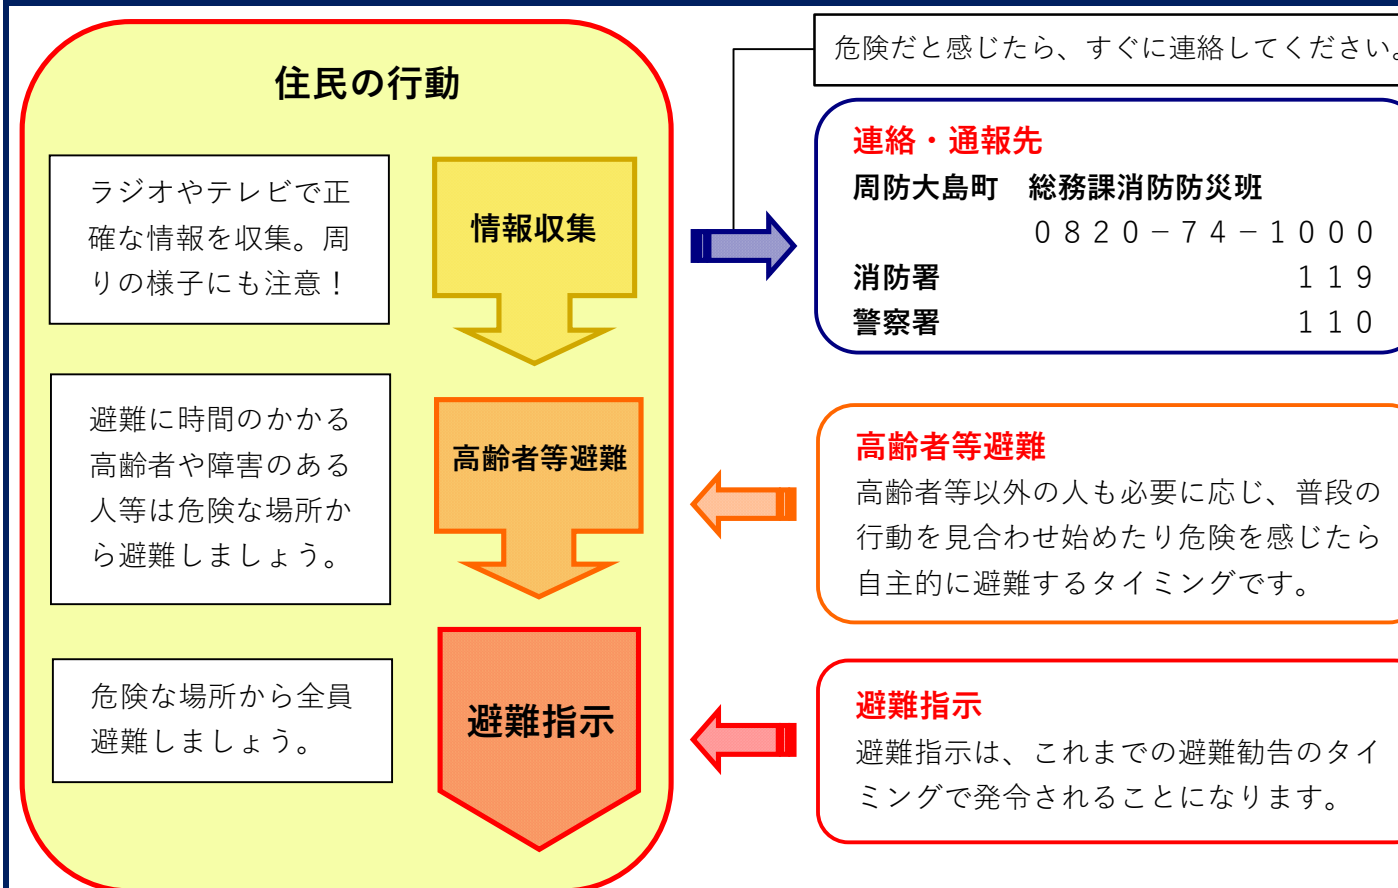 住民の行動
ラジオやテレビで正
確な情報を収集。周
りの様子にも注意！
情報収集
避難に時間のかかる
高齢者や障害のある
人等は危険な場所か
ら避難しましょう。
高齢者等避難
危険な場所から全員
避難しましょう。
避難指示
危険だと感じたら、すぐに連絡してください。
連絡・通報先
周防大島町　総務課消防防災班
０８２０－７４－１０００
消防署　１１９
警察署　１１０
高齢者等避難
高齢者等以外の人も必要に応じ、普段の
行動を見合わせ始めたり危険を感じたら
自主的に避難するタイミングです。
避難指示
避難指示は、これまでの避難勧告のタイ
ミングで発令されることになります。